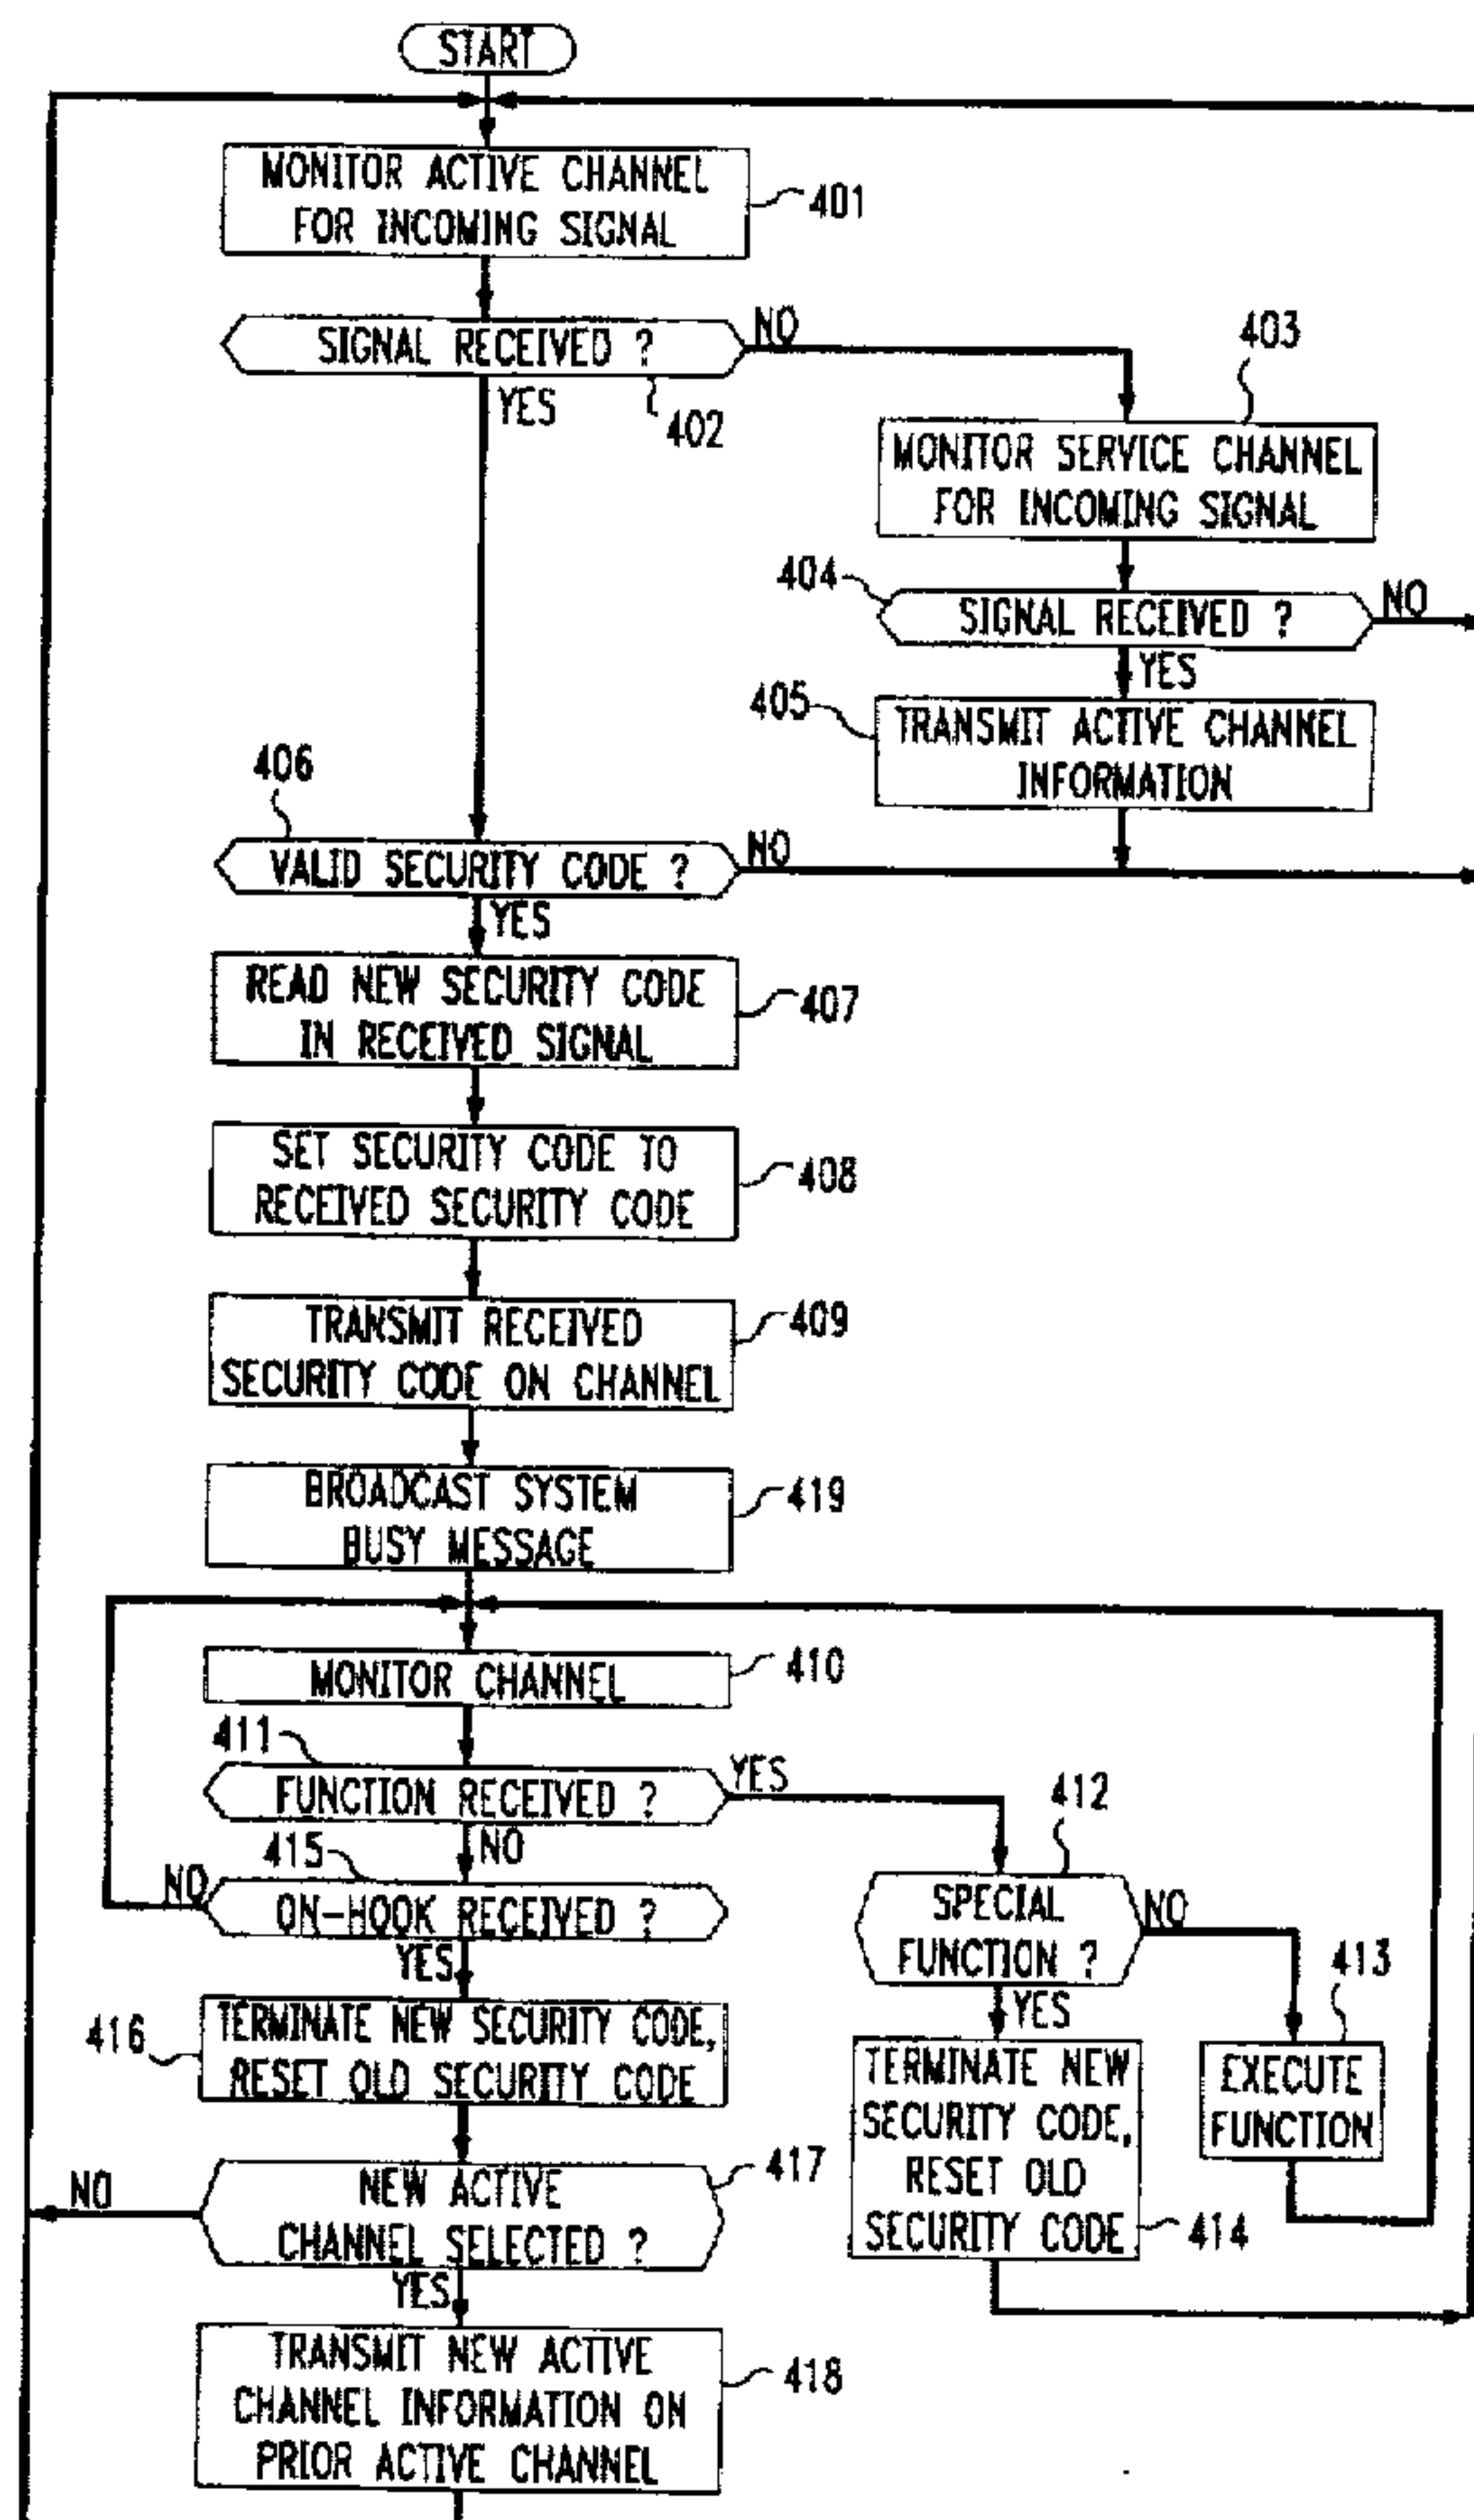 START
MONITOR ACTIVE CHANNEL
FOR INCOMING SIGNAL
401
SIGNAL RECEIVED ?
NO
YES
402
403
MONITOR SERVICE CHANNEL
FOR INCOMING SIGNAL
404
SIGNAL RECEIVED ?
NO
YES
405
TRANSMIT ACTIVE CHANNEL
INFORMATION
406
VALID SECURITY CODE ?
NO
YES
READ NEW SECURITY CODE
IN RECEIVED SIGNAL
407
SET SECURITY CODE TO
RECEIVED SECURITY CODE
408
TRANSMIT RECEIVED
SECURITY CODE ON CHANNEL
409
BROADCAST SYSTEM
BUSY MESSAGE
419
MONITOR CHANNEL
410
411
FUNCTION RECEIVED ?
YES
NO
412
415
ON-HOOK RECEIVED ?
NO
YES
SPECIAL
FUNCTION ?
NO
YES
413
EXECUTE
FUNCTION
TERMINATE NEW
SECURITY CODE,
RESET OLD
SECURITY CODE
414
416
TERMINATE NEW SECURITY CODE,
RESET OLD SECURITY CODE
417
NEW ACTIVE
CHANNEL SELECTED ?
NO
YES
TRANSMIT NEW ACTIVE
CHANNEL INFORMATION ON
PRIOR ACTIVE CHANNEL
418